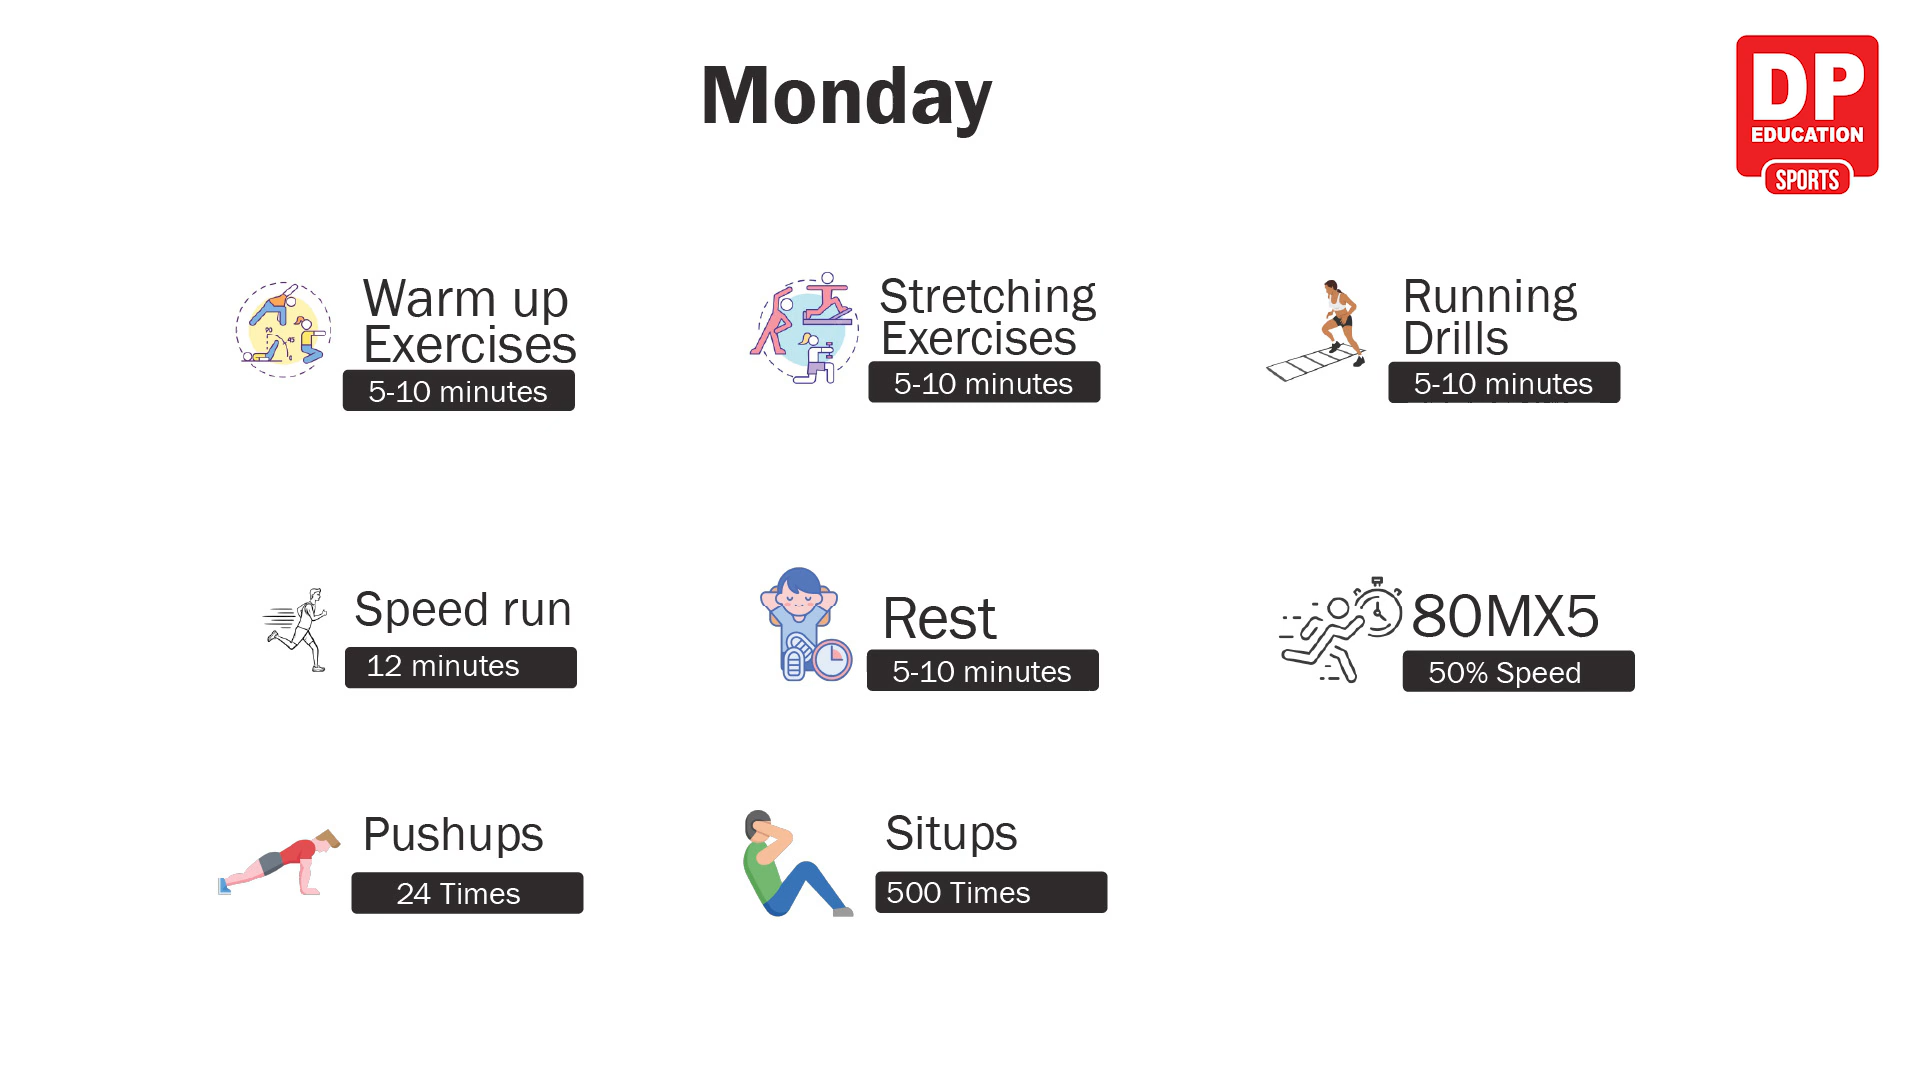 Monday
DP
EDUCATION
SPORTS
Warm up
Exercises
5-10 minutes
Stretching
Exercises
5-10 minutes
Running
Drills
5-10 minutes
Speed run
12 minutes
Rest
5-10 minutes
80MX5
50% Speed
Pushups
24 Times
Situps
500 Times